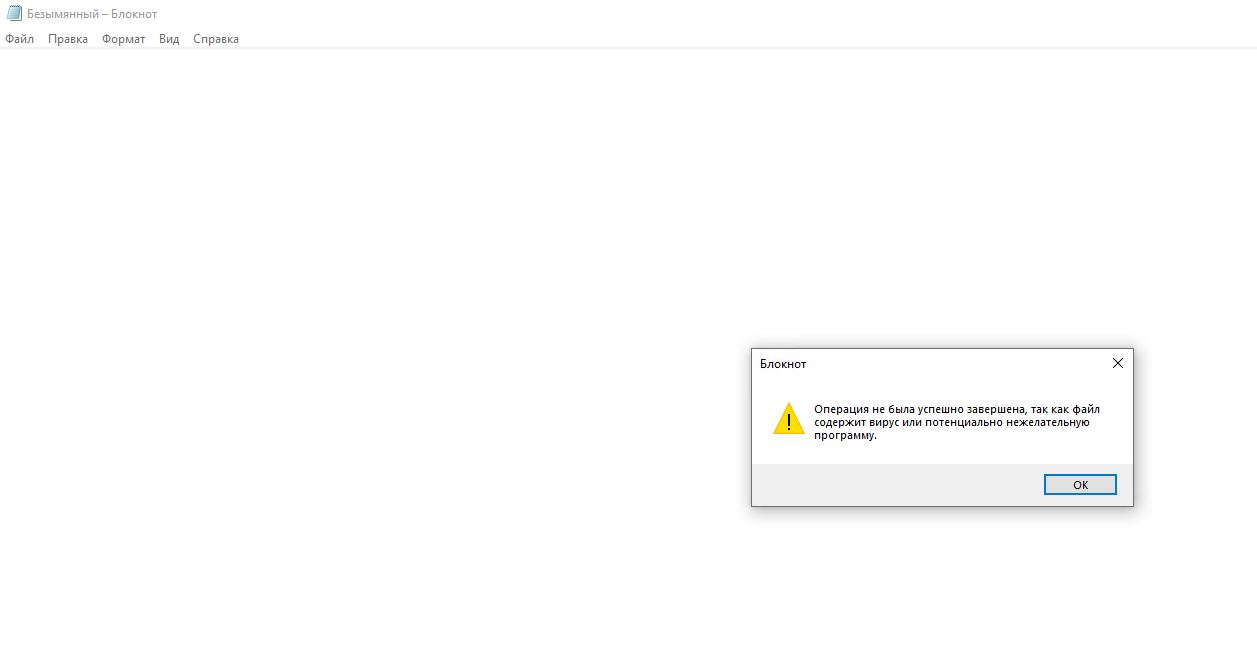 Безымянный – Блокнот
Файл Правка Формат Вид Справка
Блокнот
Операция не была успешно завершена, так как файл
содержит вирус или потенциально нежелательную
программу.
ОК